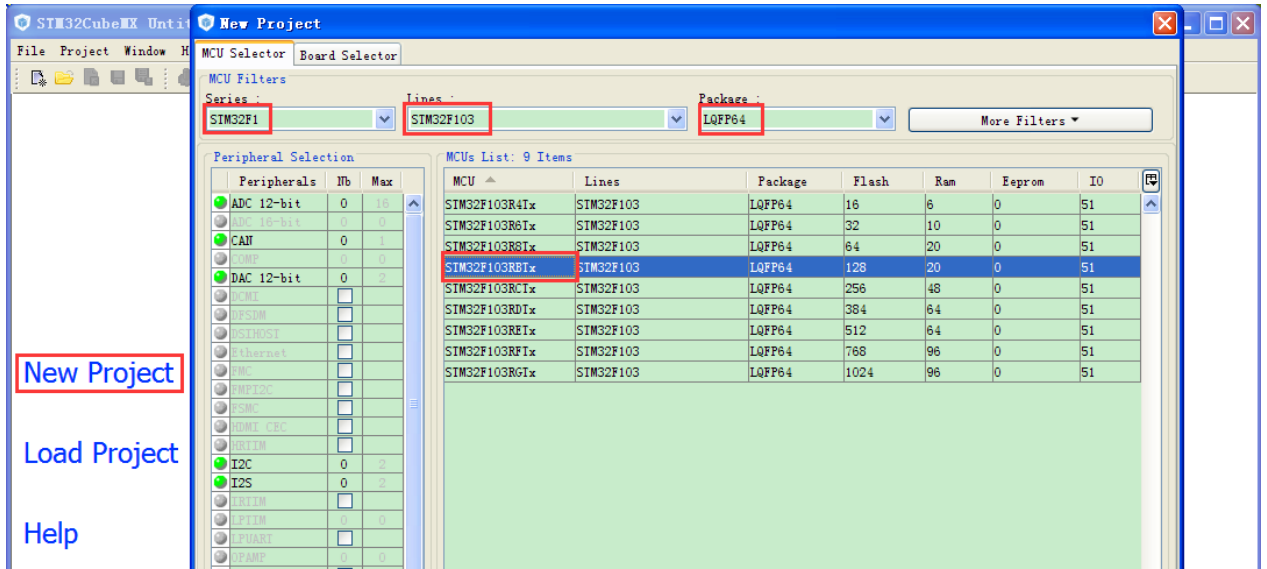 STM32CubeMX Untit
New Project
File Project Window H
MCU Selector Board Selector
MCU Filters
Series : Lines : Package :
STM32F1 STM32F103 LQFP64 More Filters
Peripheral Selection
Peripherals Nb Max
ADC 12-bit 0 16
ADC 16-bit 0 0
CAN 0 1
COMP 0 0
DAC 12-bit 0 2
DCMI
DFSDM
DSIHOST
Ethernet
FMC
FMPI2C
FSMC
HDMI CEC
HRTIM
I2C 0 2
I2S 0 2
IRTIM
LPTIM 0 0
LPUART
OPAMP 0 0
MCUs List: 9 Items
MCU Lines Package Flash Ram Eeprom IO
STM32F103R4Tx STM32F103 LQFP64 16 6 0 51
STM32F103R6Tx STM32F103 LQFP64 32 10 0 51
STM32F103R8Tx STM32F103 LQFP64 64 20 0 51
STM32F103RBTx STM32F103 LQFP64 128 20 0 51
STM32F103RCTx STM32F103 LQFP64 256 48 0 51
STM32F103RDTx STM32F103 LQFP64 384 64 0 51
STM32F103RETx STM32F103 LQFP64 512 64 0 51
STM32F103RFTx STM32F103 LQFP64 768 96 0 51
STM32F103RGTx STM32F103 LQFP64 1024 96 0 51
New Project
Load Project
Help